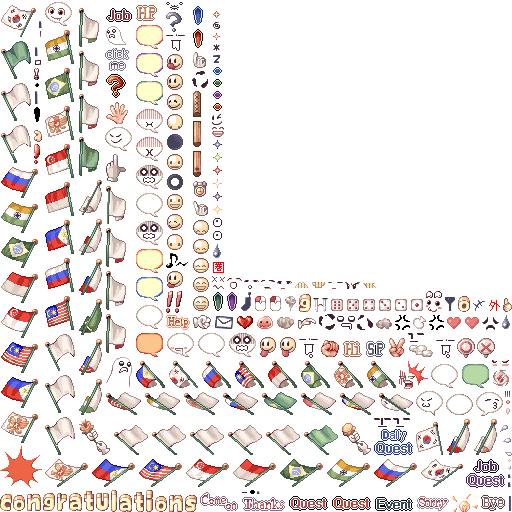 Job
HP
click
me
?
?
Z
登
Help
!!
g
外
Hi
SP
Daily
Quest
Job
Quest
congratulations
Come
on
Thanks
Quest
Quest
Event
Sorry
Bye